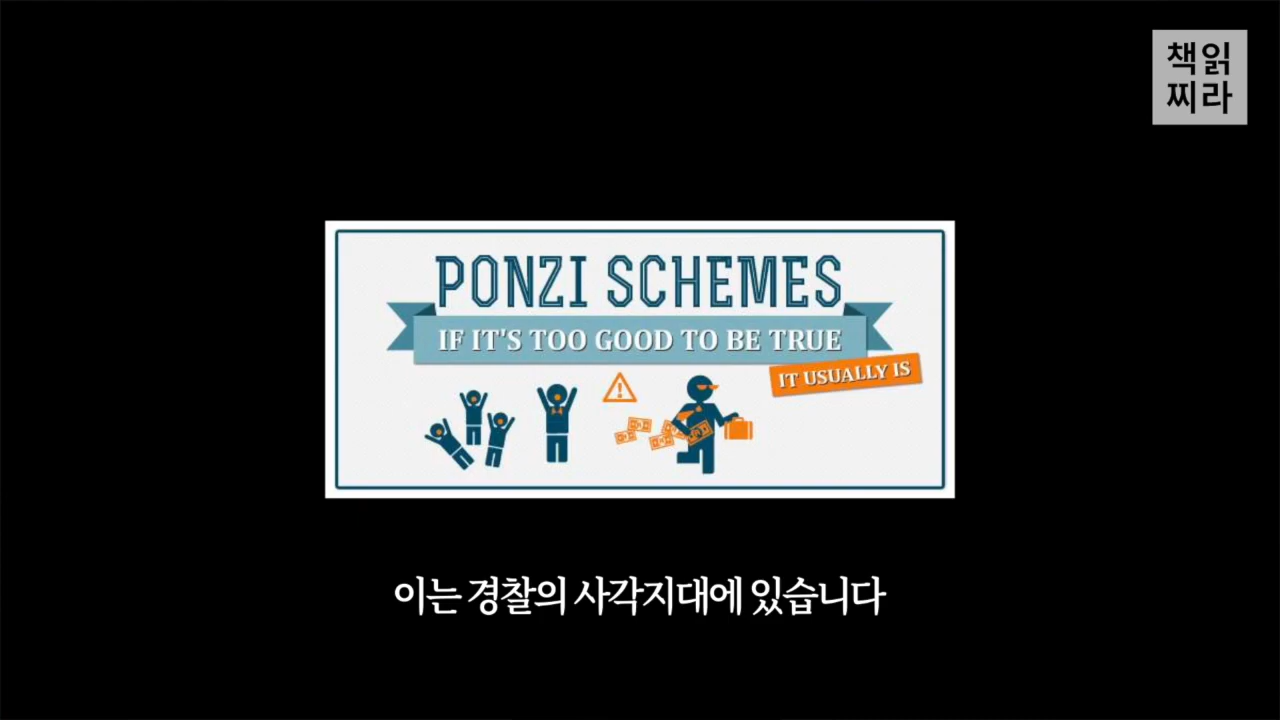 책읽
찌라
PONZI SCHEMES
IF IT'S TOO GOOD TO BE TRUE
IT USUALLY IS
이는 경찰의 사각지대에 있습니다